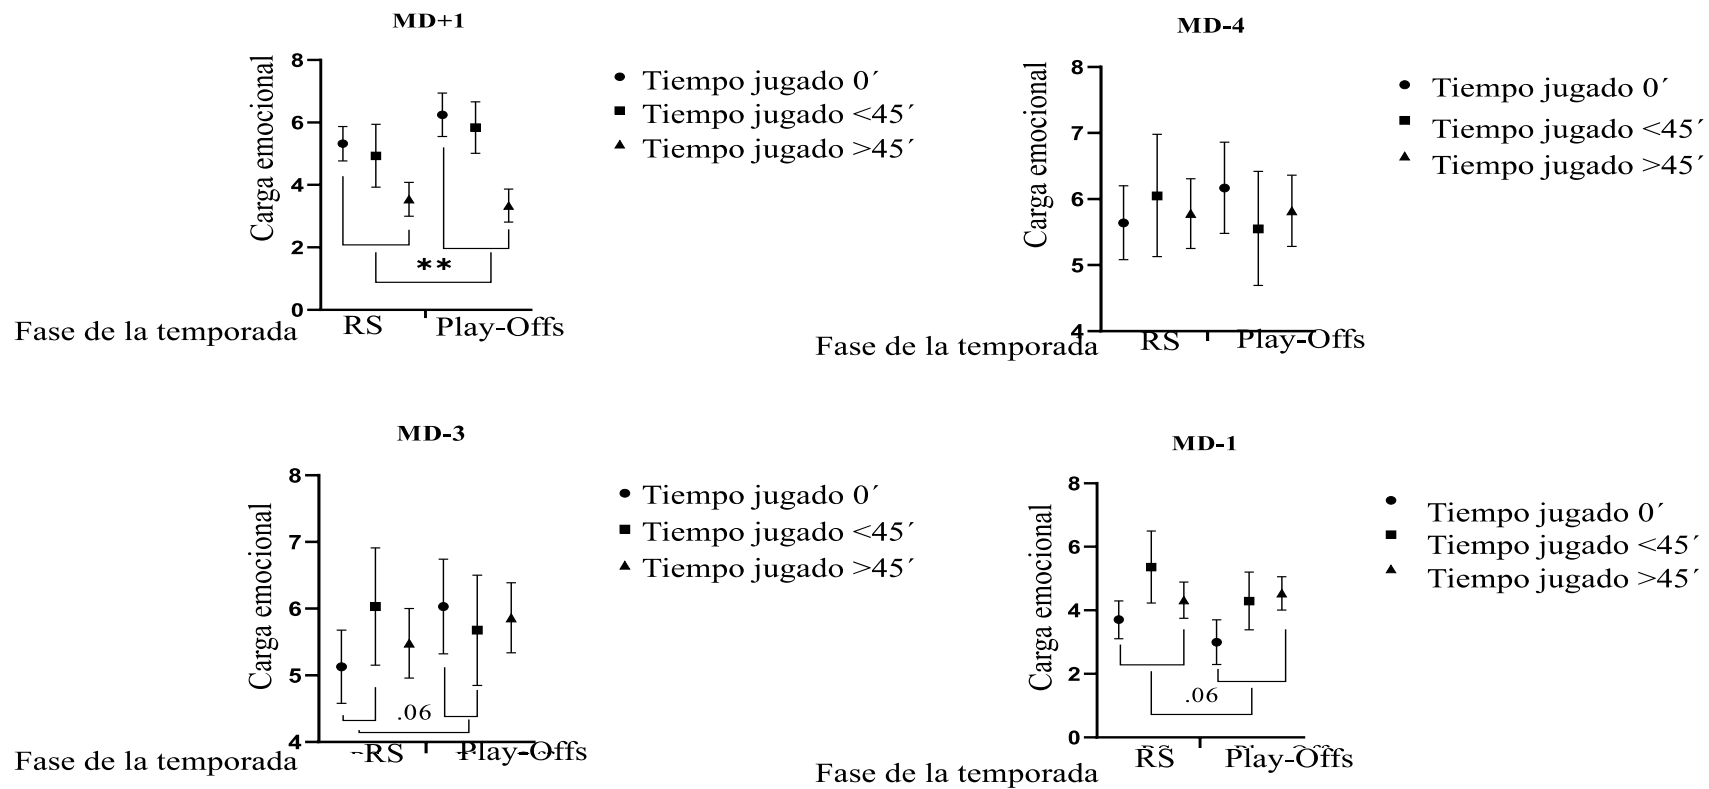 MD+1
8
6
4
2
0
Carga emocional
Tiempo jugado 0´
Tiempo jugado <45´
Tiempo jugado >45´
**
Fase de la temporada
RS
Play-Offs
MD-4
8
7
6
5
4
Carga emocional
Tiempo jugado 0´
Tiempo jugado <45´
Tiempo jugado >45´
Fase de la temporada
RS
Play-Offs
MD-3
8
7
6
5
4
Carga emocional
Tiempo jugado 0´
Tiempo jugado <45´
Tiempo jugado >45´
.06
Fase de la temporada
RS
Play-Offs
MD-1
8
6
4
2
0
Carga emocional
Tiempo jugado 0´
Tiempo jugado <45´
Tiempo jugado >45´
.06
Fase de la temporada
RS
Play-Offs